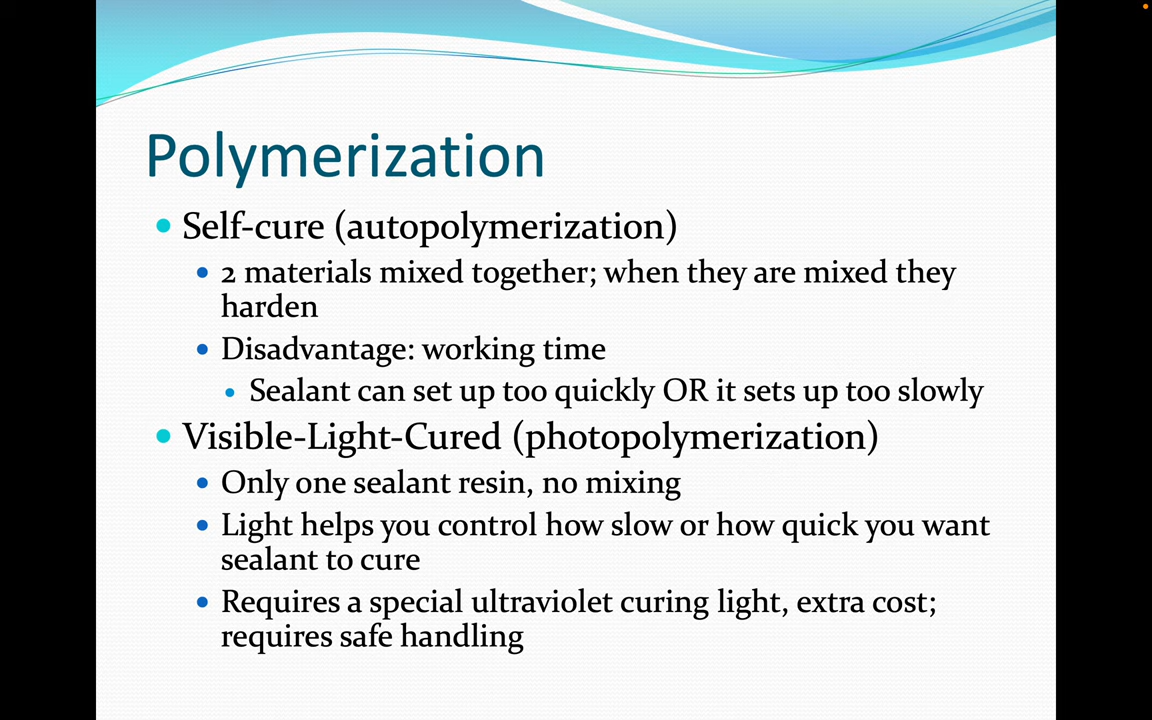 Polymerization
Self-cure (autopolymerization)
2 materials mixed together; when they are mixed they
harden
Disadvantage: working time
Sealant can set up too quickly OR it sets up too slowly
Visible-Light-Cured (photopolymerization)
Only one sealant resin, no mixing
Light helps you control how slow or how quick you want
sealant to cure
Requires a special ultraviolet curing light, extra cost;
requires safe handling